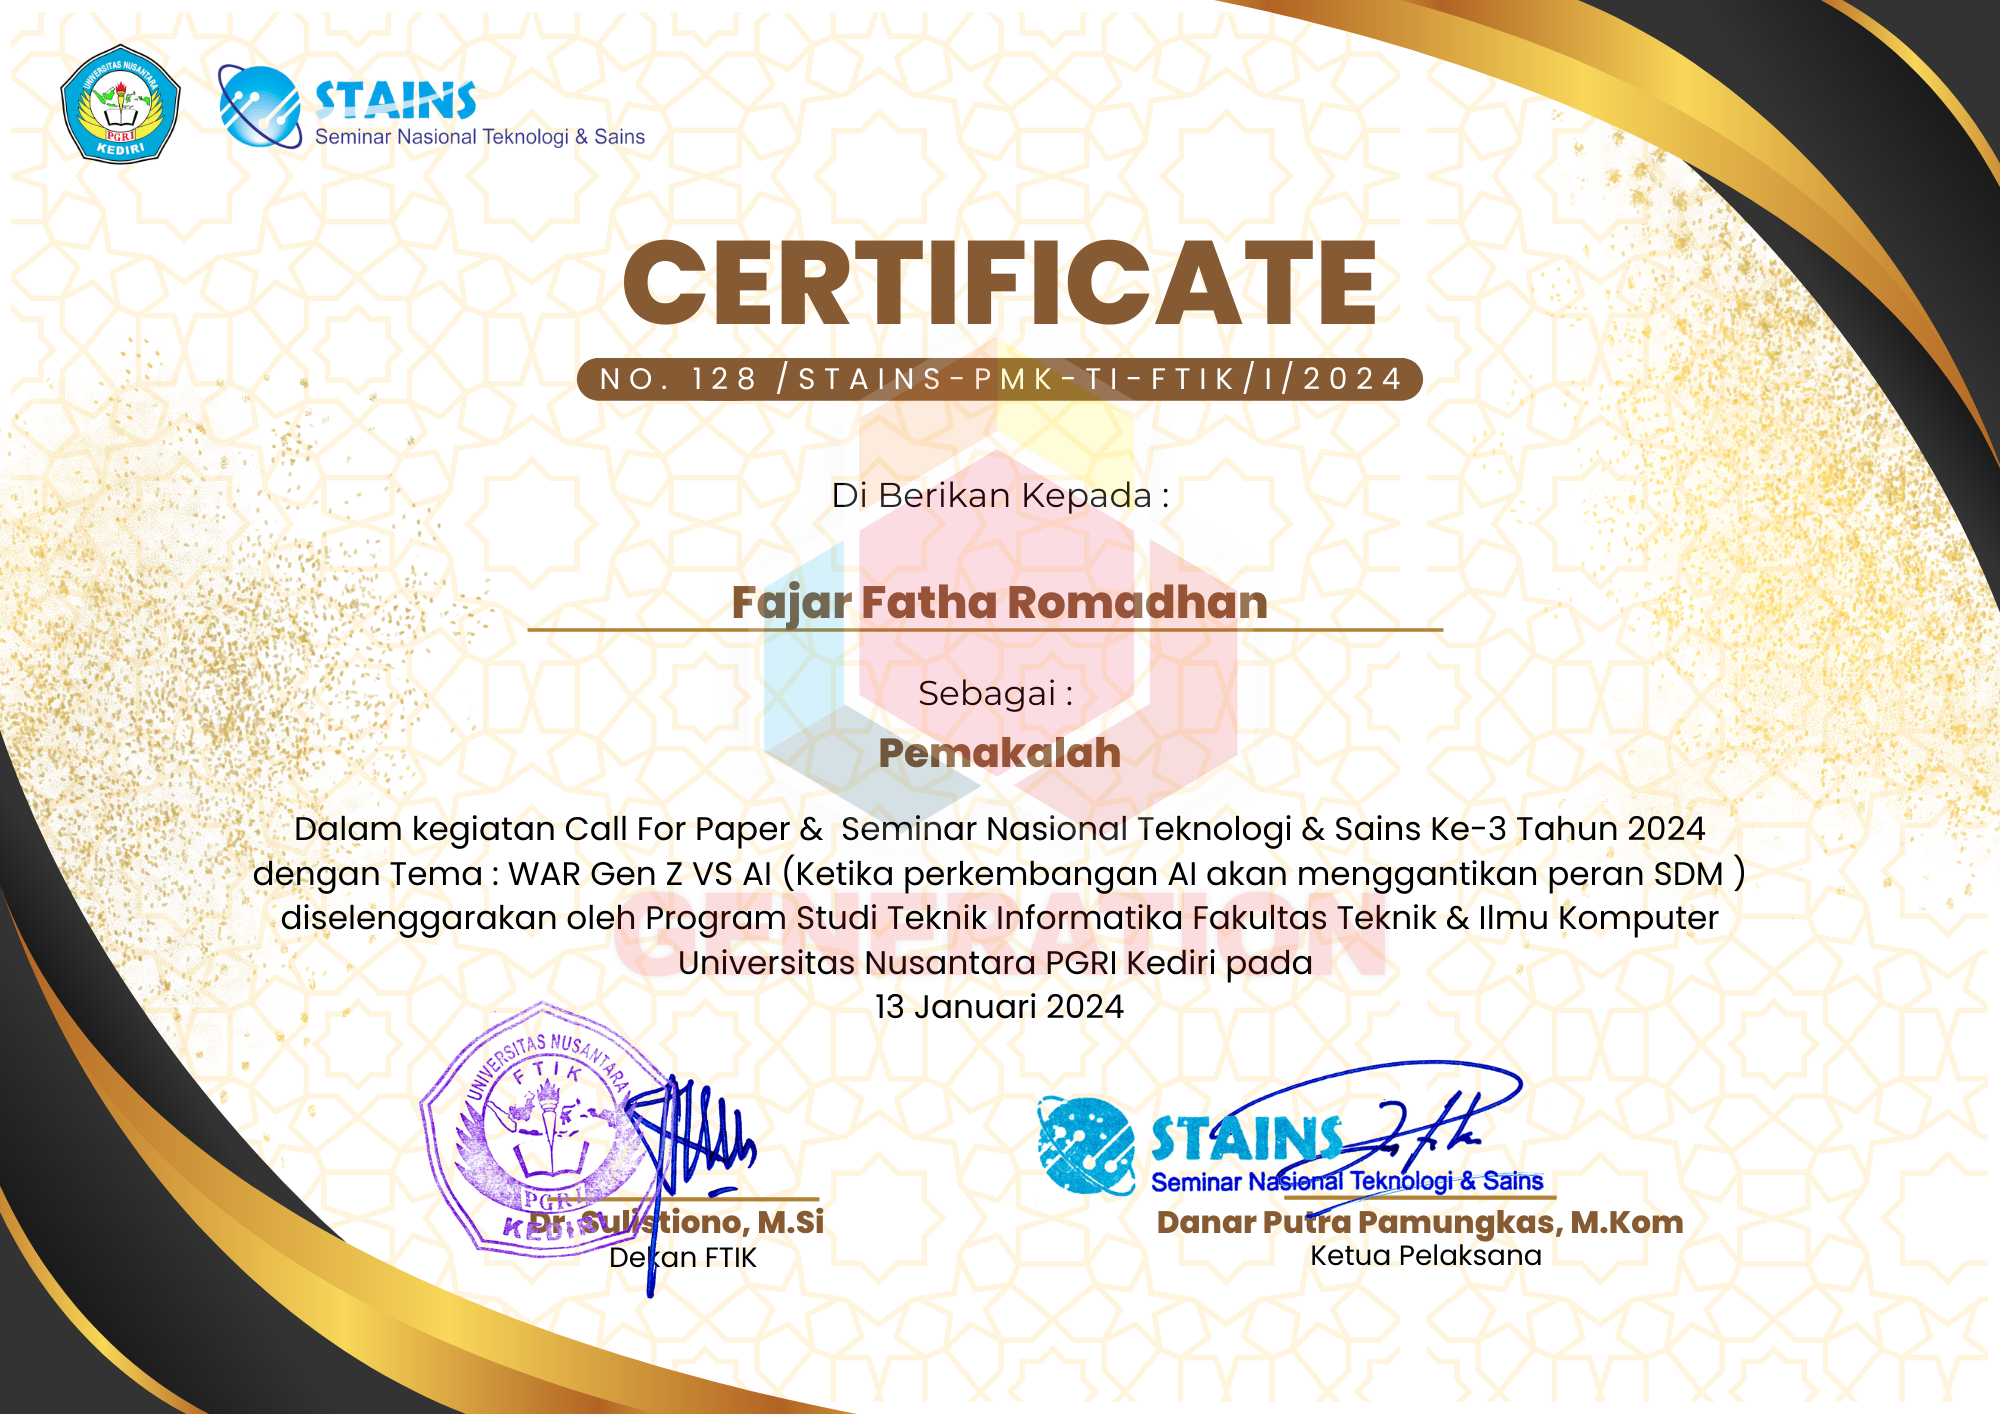 UNIVERSITAS NUSANTARA
PGRI
KEDIRI
STAINS
Seminar Nasional Teknologi & Sains
CERTIFICATE
NO. 128 /STAINS-PMK-TI-FTIK/I/2024
Di Berikan Kepada :
Fajar Fatha Romadhan
Sebagai :
Pemakalah
Dalam kegiatan Call For Paper & Seminar Nasional Teknologi & Sains Ke-3 Tahun 2024
dengan Tema : WAR Gen Z VS AI (Ketika perkembangan AI akan menggantikan peran SDM )
diselenggarakan oleh Program Studi Teknik Informatika Fakultas Teknik & Ilmu Komputer
GENERATION
Universitas Nusantara PGRI Kediri pada
13 Januari 2024
UNIVERSITAS NUSANTARA
FTIK
PGRI
KEDIRI
Dr. Sulistiono, M.Si
Dekan FTIK
STAINS
Seminar Nasional Teknologi & Sains
Danar Putra Pamungkas, M.Kom
Ketua Pelaksana